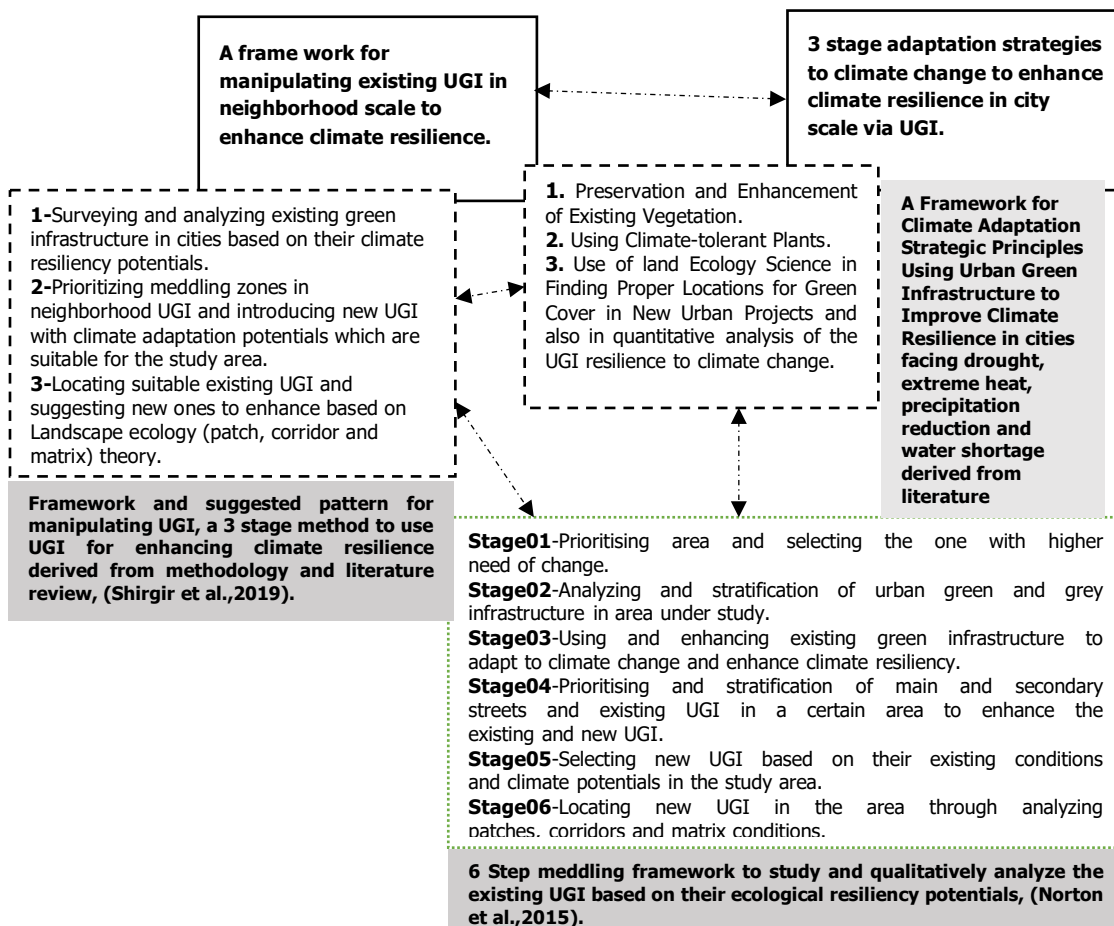 A frame work for
manipulating existing UGI in
neighborhood scale to
enhance climate resilience.
3 stage adaptation strategies
to climate change to enhance
climate resilience in city
scale via UGI.
1-Surveying and analyzing existing green
infrastructure in cities based on their climate
resiliency potentials.
2-Prioritizing meddling zones in
neighborhood UGI and introducing new UGI
with climate adaptation potentials which are
suitable for the study area.
3-Locating suitable existing UGI and
suggesting new ones to enhance based on
Landscape ecology (patch, corridor and
matrix) theory.
Framework and suggested pattern for
manipulating UGI, a 3 stage method to use
UGI for enhancing climate resilience
derived from methodology and literature
review, (Shirgir et al.,2019).
1. Preservation and Enhancement
of Existing Vegetation.
2. Using Climate-tolerant Plants.
3. Use of land Ecology Science in
Finding Proper Locations for Green
Cover in New Urban Projects and
also in quantitative analysis of the
UGI resilience to climate change.
A Framework for
Climate Adaptation
Strategic Principles
Using Urban Green
Infrastructure to
Improve Climate
Resilience in cities
facing drought,
extreme heat,
precipitation
reduction and
water shortage
derived from
literature
Stage01-Prioritising area and selecting the one with higher
need of change.
Stage02-Analyzing and stratification of urban green and grey
infrastructure in area under study.
Stage03-Using and enhancing existing green infrastructure to
adapt to climate change and enhance climate resiliency.
Stage04-Prioritising and stratification of main and secondary
streets and existing UGI in a certain area to enhance the
existing and new UGI.
Stage05-Selecting new UGI based on their existing conditions
and climate potentials in the study area.
Stage06-Locating new UGI in the area through analyzing
patches, corridors and matrix conditions.
6 Step meddling framework to study and qualitatively analyze the
existing UGI based on their ecological resiliency potentials, (Norton
et al.,2015).